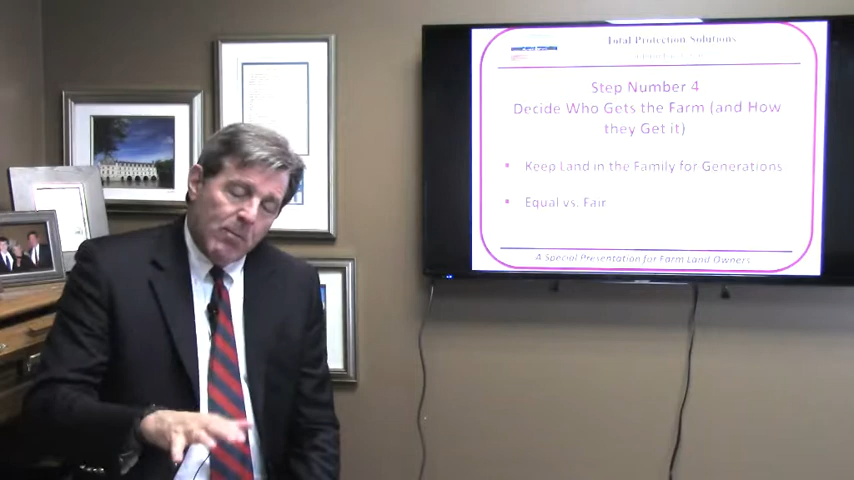 Total Protection Solutions
Step Number 4
Decide Who Gets the Farm (and How
they Get it)
Keep Land in the Family for Generations
Equal vs. Fair
A Special Presentation for Farm Land Owners